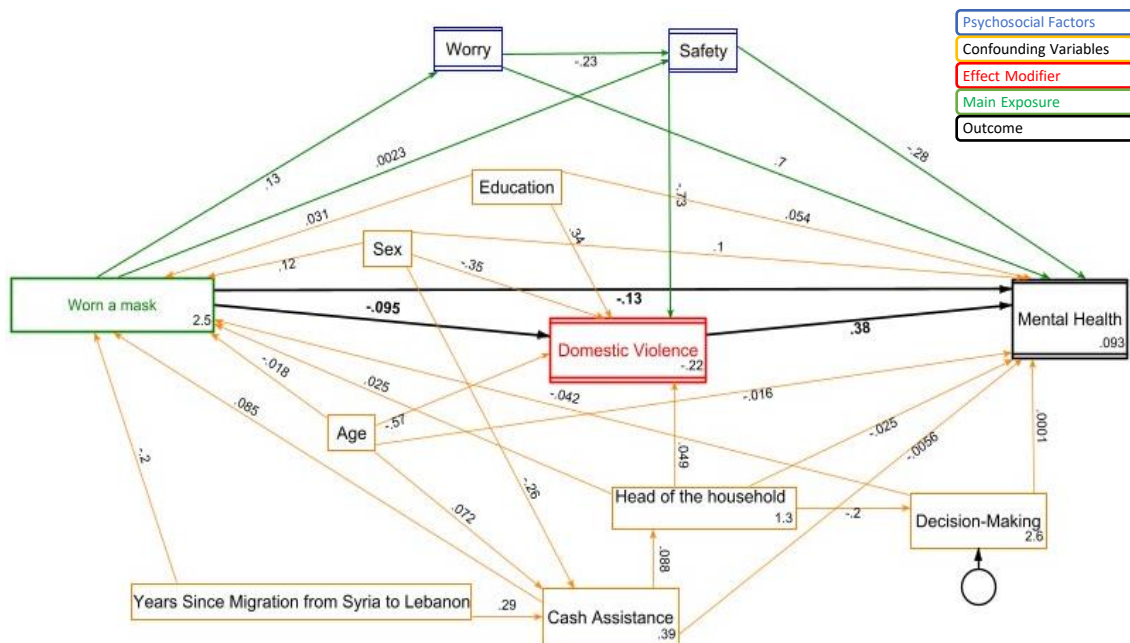 Psychosocial Factors
Confounding Variables
Effect Modifier
Main Exposure
Outcome
Worry
-.23
Safety
.13
.0023
.7
-.28
-.73
Education
.031
.34
.054
Sex
.12
-.35
.1
Worn a mask
2.5
-.13
-.095
Domestic Violence
-.22
.38
Mental Health
.093
-.018
.025
-.042
-.016
.085
Age
-.57
-.025
-.0056
.0001
-.2
.049
-.26
.072
Head of the household
1.3
-.2
Decision-Making
2.6
.088
Years Since Migration from Syria to Lebanon
.29
Cash Assistance
.39